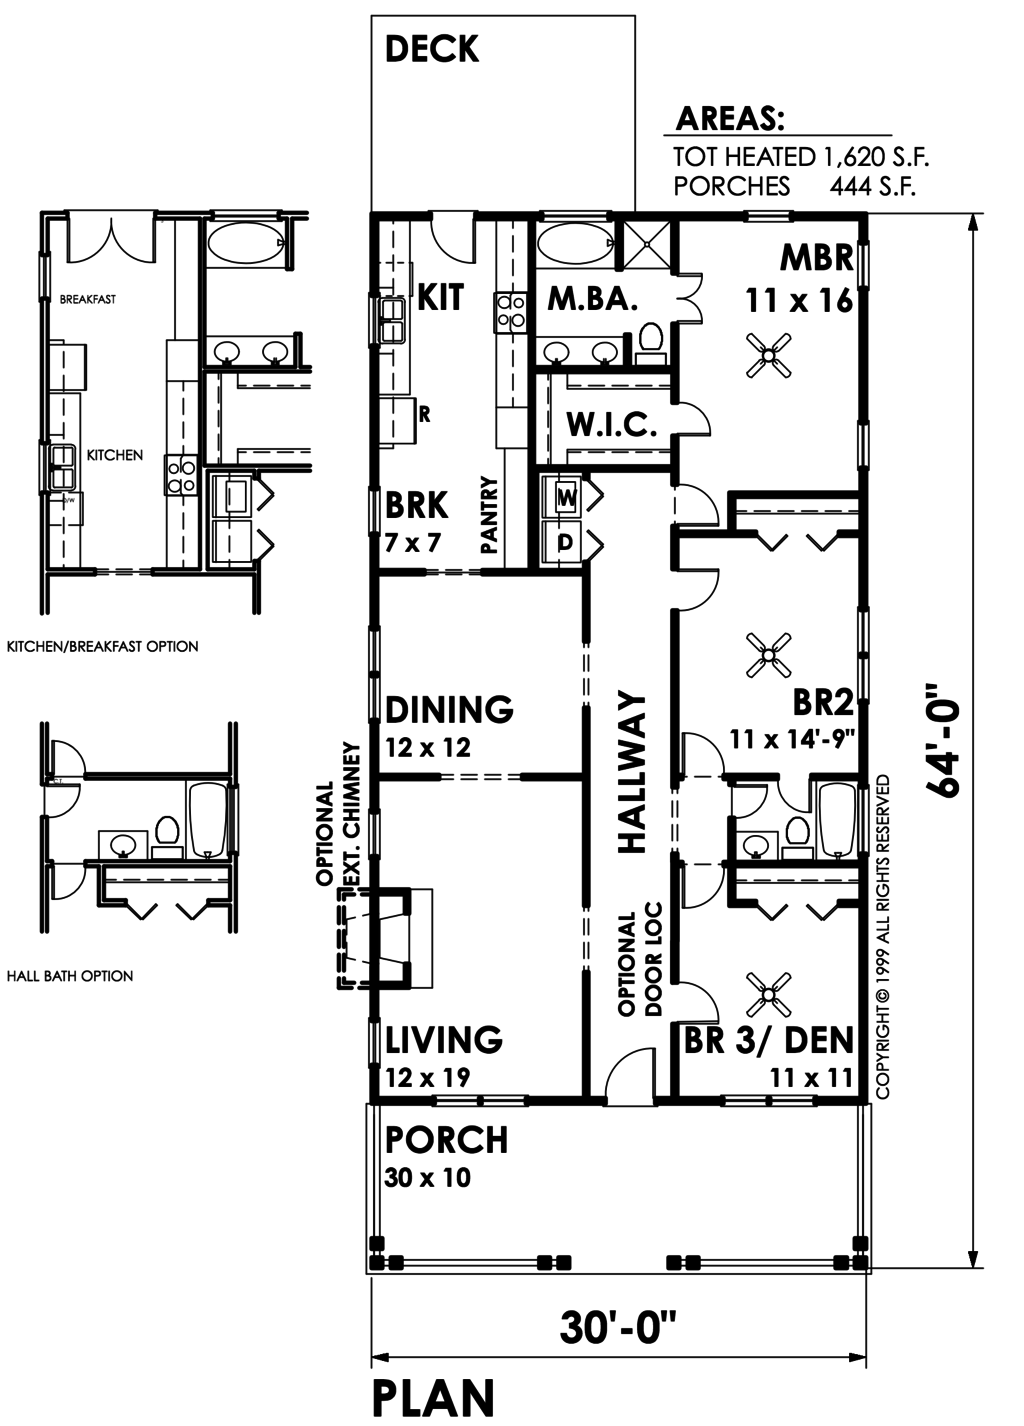 DECK
AREAS:
TOT HEATED 1,620 S.F.
PORCHES 444 S.F.
BREAKFAST
KITCHEN
KITCHEN/BREAKFAST OPTION
KIT
M.BA.
MBR
11 x 16
R
W.I.C.
BRK
7 x 7
PANTRY
W
D
DINING
12 x 12
HALLWAY
BR2
11 x 14'-9"
64'-0"
OPTIONAL
EXT. CHIMNEY
HALL BATH OPTION
OPTIONAL
DOOR LOC
LIVING
12 x 19
BR 3/ DEN
11 x 11
COPYRIGHT © 1999 ALL RIGHTS RESERVED
PORCH
30 x 10
30'-0"
PLAN